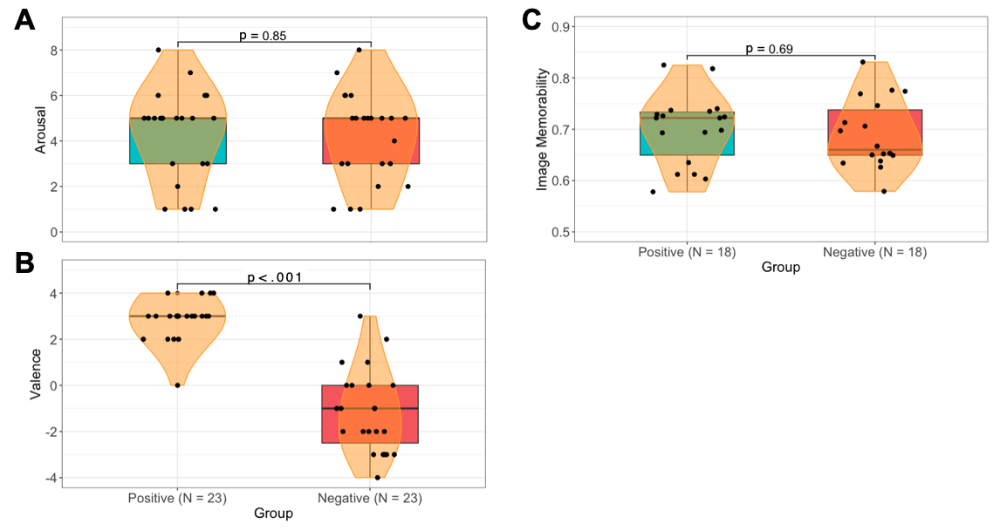 A
p = 0.85
Arousal
8
6
4
2
0
B
p < .001
Valence
4
2
0
-2
-4
Positive (N = 23)
Negative (N = 23)
Group
C
p = 0.69
Image Memorability
0.9
0.8
0.7
0.6
0.5
Positive (N = 18)
Negative (N = 18)
Group